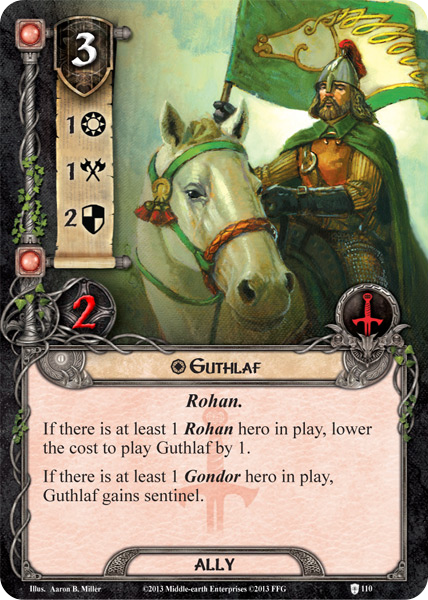 3
1
1
2
2
Guthlaf
Rohan.
If there is at least 1 Rohan hero in play, lower
the cost to play Guthlaf by 1.
If there is at least 1 Gondor hero in play,
Guthlaf gains sentinel.
ALLY
Illus. Aaron B. Miller ©2013 Middle-earth Enterprises ©2013 FFG 110